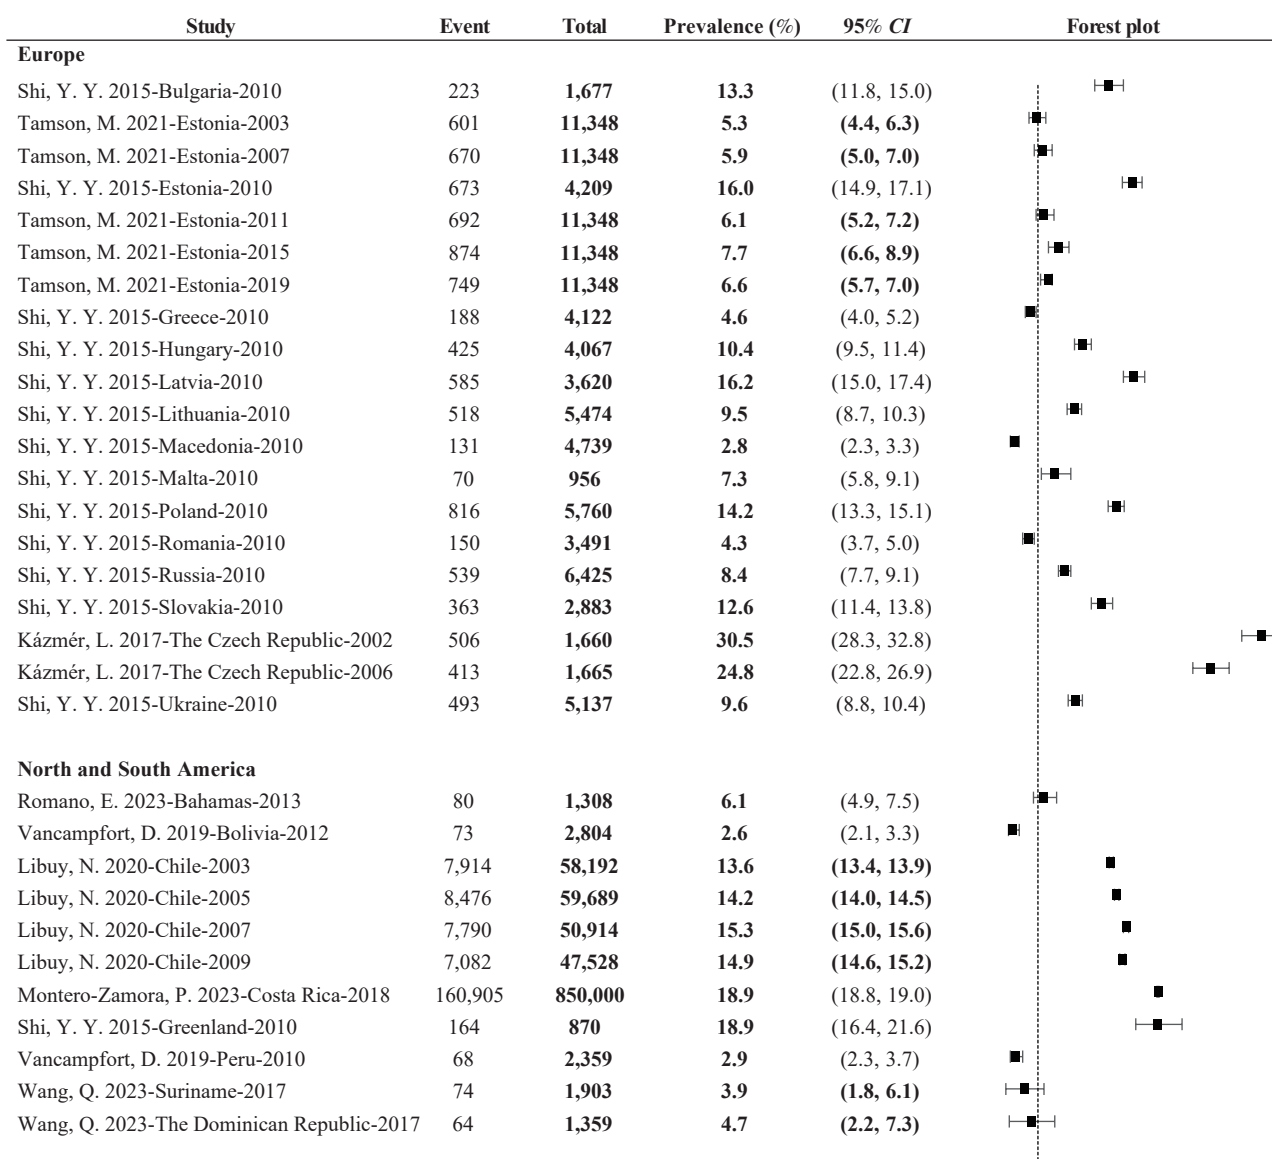 Study Event Total Prevalence (%) 95% CI Forest plot
Europe
Shi, Y. Y. 2015-Bulgaria-2010 223 1,677 13.3 (11.8, 15.0)
Tamson, M. 2021-Estonia-2003 601 11,348 5.3 (4.4, 6.3)
Tamson, M. 2021-Estonia-2007 670 11,348 5.9 (5.0, 7.0)
Shi, Y. Y. 2015-Estonia-2010 673 4,209 16.0 (14.9, 17.1)
Tamson, M. 2021-Estonia-2011 692 11,348 6.1 (5.2, 7.2)
Tamson, M. 2021-Estonia-2015 874 11,348 7.7 (6.6, 8.9)
Tamson, M. 2021-Estonia-2019 749 11,348 6.6 (5.7, 7.0)
Shi, Y. Y. 2015-Greece-2010 188 4,122 4.6 (4.0, 5.2)
Shi, Y. Y. 2015-Hungary-2010 425 4,067 10.4 (9.5, 11.4)
Shi, Y. Y. 2015-Latvia-2010 585 3,620 16.2 (15.0, 17.4)
Shi, Y. Y. 2015-Lithuania-2010 518 5,474 9.5 (8.7, 10.3)
Shi, Y. Y. 2015-Macedonia-2010 131 4,739 2.8 (2.3, 3.3)
Shi, Y. Y. 2015-Malta-2010 70 956 7.3 (5.8, 9.1)
Shi, Y. Y. 2015-Poland-2010 816 5,760 14.2 (13.3, 15.1)
Shi, Y. Y. 2015-Romania-2010 150 3,491 4.3 (3.7, 5.0)
Shi, Y. Y. 2015-Russia-2010 539 6,425 8.4 (7.7, 9.1)
Shi, Y. Y. 2015-Slovakia-2010 363 2,883 12.6 (11.4, 13.8)
Kázmér, L. 2017-The Czech Republic-2002 506 1,660 30.5 (28.3, 32.8)
Kázmér, L. 2017-The Czech Republic-2006 413 1,665 24.8 (22.8, 26.9)
Shi, Y. Y. 2015-Ukraine-2010 493 5,137 9.6 (8.8, 10.4)
North and South America
Romano, E. 2023-Bahamas-2013 80 1,308 6.1 (4.9, 7.5)
Vancampfort, D. 2019-Bolivia-2012 73 2,804 2.6 (2.1, 3.3)
Libuy, N. 2020-Chile-2003 7,914 58,192 13.6 (13.4, 13.9)
Libuy, N. 2020-Chile-2005 8,476 59,689 14.2 (14.0, 14.5)
Libuy, N. 2020-Chile-2007 7,790 50,914 15.3 (15.0, 15.6)
Libuy, N. 2020-Chile-2009 7,082 47,528 14.9 (14.6, 15.2)
Montero-Zamora, P. 2023-Costa Rica-2018 160,905 850,000 18.9 (18.8, 19.0)
Shi, Y. Y. 2015-Greenland-2010 164 870 18.9 (16.4, 21.6)
Vancampfort, D. 2019-Peru-2010 68 2,359 2.9 (2.3, 3.7)
Wang, Q. 2023-Suriname-2017 74 1,903 3.9 (1.8, 6.1)
Wang, Q. 2023-The Dominican Republic-2017 64 1,359 4.7 (2.2, 7.3)